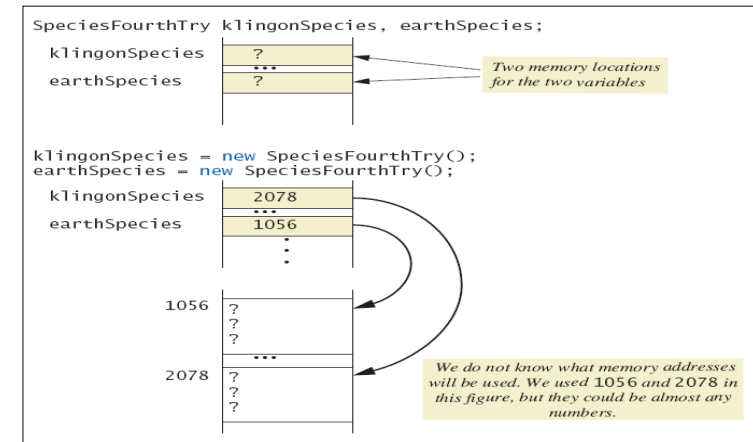 SpeciesFourthTry klingonSpecies, earthSpecies;
klingonSpecies ?
...
earthSpecies ?
Two memory locations
for the two variables
klingonSpecies = new SpeciesFourthTry();
earthSpecies = new SpeciesFourthTry();
klingonSpecies 2078
...
earthSpecies 1056
1056 ?
?
?
...
2078 ?
?
?
We do not know what memory addresses
will be used. We used 1056 and 2078 in
this figure, but they could be almost any
numbers.